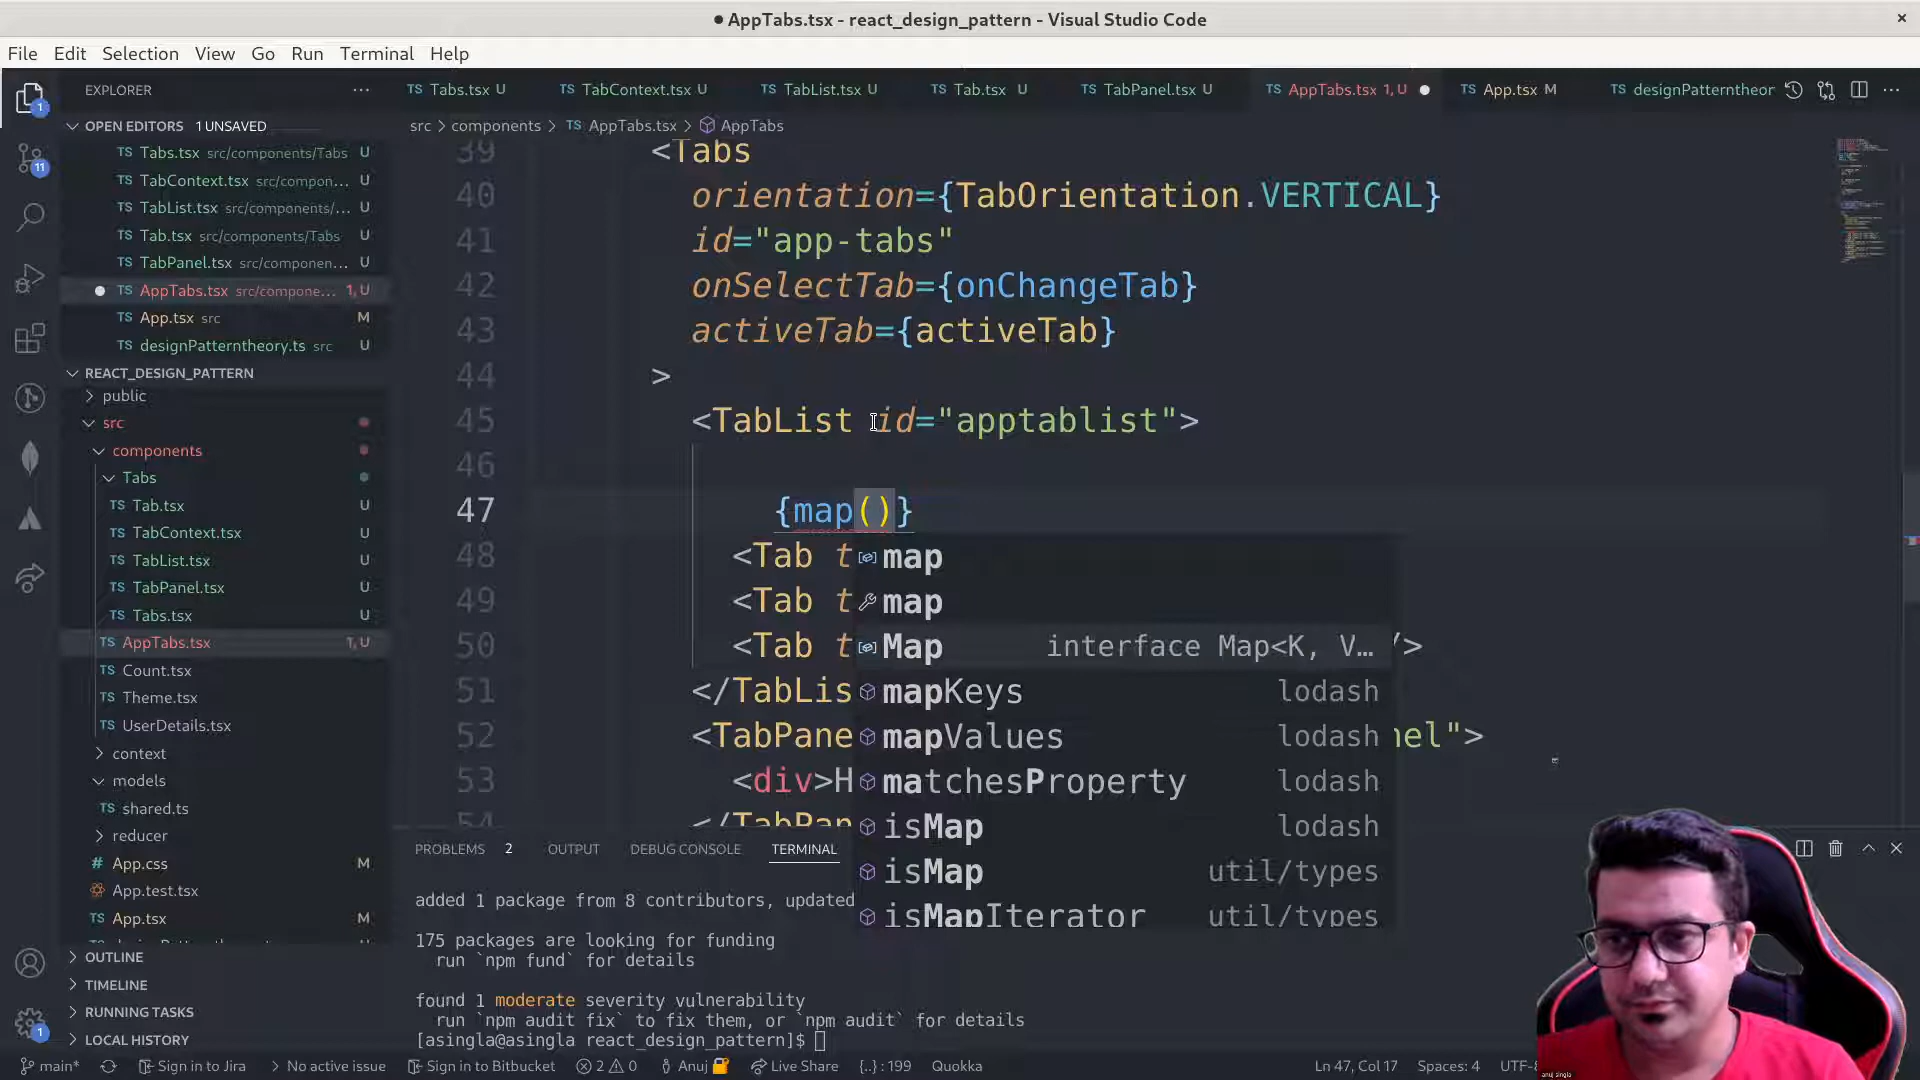 ● AppTabs.tsx - react_design_pattern - Visual Studio Code
File Edit Selection View Go Run Terminal Help
EXPLORER
OPEN EDITORS 1 UNSAVED
TS Tabs.tsx src/components/Tabs U
TS TabContext.tsx src/compon... U
TS TabList.tsx src/components/... U
TS Tab.tsx src/components/Tabs U
TS TabPanel.tsx src/componen... U
● TS AppTabs.tsx src/compone... 1, U
TS App.tsx src M
TS designPatterntheory.ts src U
REACT_DESIGN_PATTERN
public
src
components
Tabs
TS Tab.tsx U
TS TabContext.tsx U
TS TabList.tsx U
TS TabPanel.tsx U
TS Tabs.tsx U
TS AppTabs.tsx 1, U
TS Count.tsx
TS Theme.tsx
TS UserDetails.tsx
context
models
TS shared.ts
reducer
# App.css M
App.test.tsx
TS App.tsx M
OUTLINE
TIMELINE
RUNNING TASKS
LOCAL HISTORY
1
11
1
TS Tabs.tsx U TS TabContext.tsx U TS TabList.tsx U TS Tab.tsx U TS TabPanel.tsx U TS AppTabs.tsx 1, U ● TS App.tsx M TS designPatterntheor
src > components > TS AppTabs.tsx > AppTabs
39 <Tabs
40 orientation={TabOrientation.VERTICAL}
41 id="app-tabs"
42 onSelectTab={onChangeTab}
43 activeTab={activeTab}
44 >
45 <TabList id="apptablist">
46
47 {map()}
48 <Tab t
49 <Tab t
50 <Tab t />
51 </TabLis
52 <TabPane nel">
53 <div>H
54 </TabPan
map
map
Map interface Map<K, V…
mapKeys lodash
mapValues lodash
matchesProperty lodash
isMap lodash
isMap util/types
isMapIterator util/types
PROBLEMS 2 OUTPUT DEBUG CONSOLE TERMINAL
added 1 package from 8 contributors, updated
175 packages are looking for funding
run `npm fund` for details
found 1 moderate severity vulnerability
run `npm audit fix` to fix them, or `npm audit` for details
[asingla@asingla react_design_pattern]$
main* Sign in to Jira > No active issue Sign in to Bitbucket 2 0 Anuj Live Share {..} : 199 Quokka Ln 47, Col 17 Spaces: 4 UTF-8
anuj singla